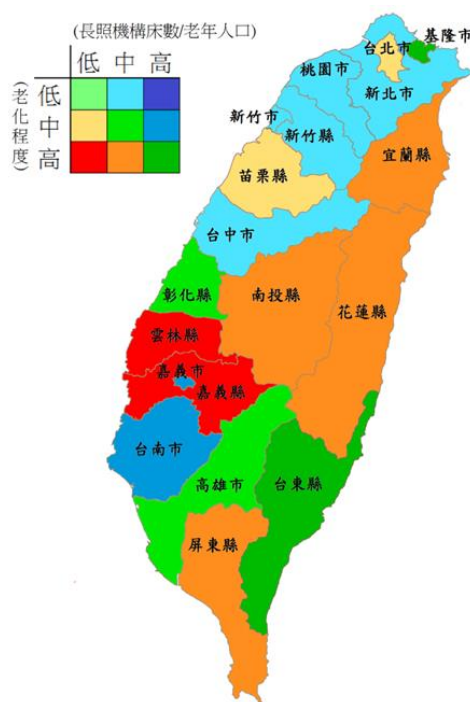 (長照機構床數/老年人口)
低 中 高
(老化程度)
低
中
高
基隆市
台北市
桃園市
新北市
新竹市
新竹縣
宜蘭縣
苗栗縣
台中市
彰化縣
南投縣
花蓮縣
雲林縣
嘉義市
嘉義縣
台南市
高雄市
台東縣
屏東縣